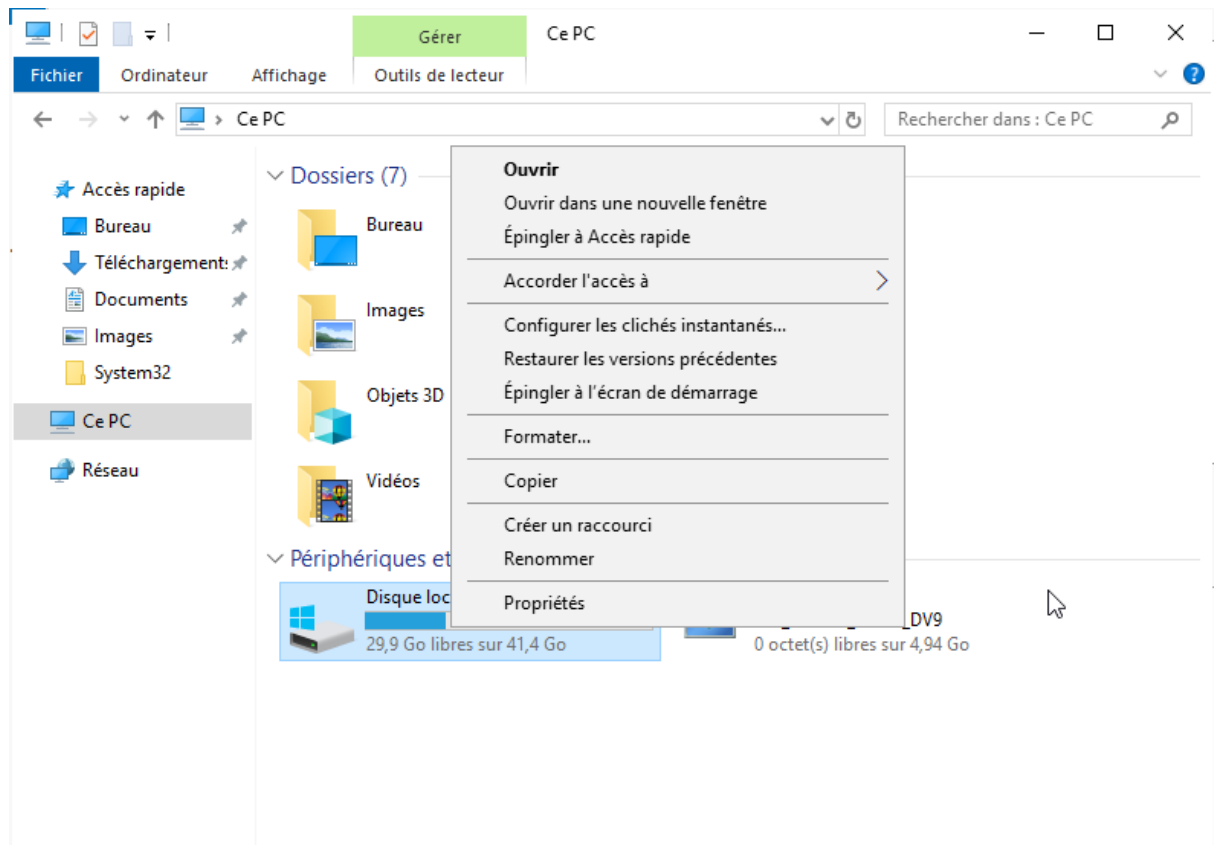 Gérer
Ce PC
Fichier
Ordinateur
Affichage
Outils de lecteur
Ce PC
Rechercher dans : Ce PC
Accès rapide
Bureau
Téléchargement
Documents
Images
System32
Ce PC
Réseau
Dossiers (7)
Bureau
Images
Objets 3D
Vidéos
Périphériques et
Disque loc
29,9 Go libres sur 41,4 Go
_DV9
0 octet(s) libres sur 4,94 Go
Ouvrir
Ouvrir dans une nouvelle fenêtre
Épingler à Accès rapide
Accorder l'accès à
Configurer les clichés instantanés...
Restaurer les versions précédentes
Épingler à l'écran de démarrage
Formater...
Copier
Créer un raccourci
Renommer
Propriétés